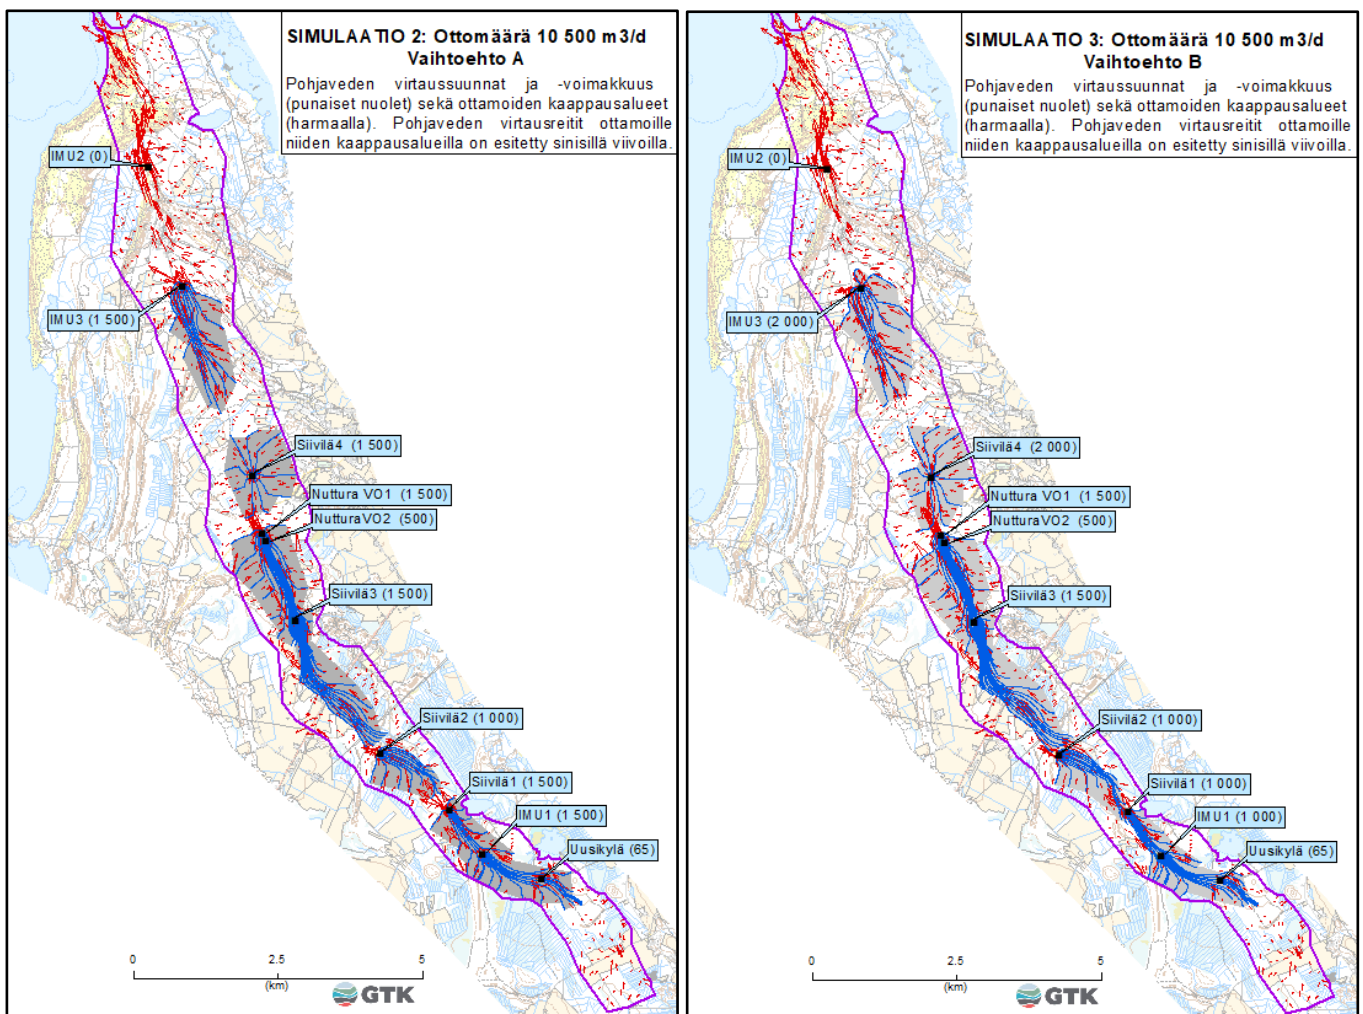 SIMULAATIO 2: Ottomäärä 10 500 m3/d
Vaihtoehto A
Pohjaveden virtaussuunnat ja -voimakkuus
(punaiset nuolet) sekä ottamoiden kaappausalueet
(harmaalla). Pohjaveden virtausreitit ottamoille
niiden kaappausalueilla on esitetty sinisillä viivoilla.
IMU2 (0)
IMU3 (1 500)
Siivilä4 (1 500)
Nuttura VO1 (1 500)
NutturaVO2 (500)
Siivilä3 (1 500)
Siivilä2 (1 000)
Siivilä1 (1 500)
IMU1 (1 500)
Uusikylä (65)
0
2.5
5
(km)
GTK
SIMULAATIO 3: Ottomäärä 10 500 m3/d
Vaihtoehto B
Pohjaveden virtaussuunnat ja -voimakkuus
(punaiset nuolet) sekä ottamoiden kaappausalueet
(harmaalla). Pohjaveden virtausreitit ottamoille
niiden kaappausalueilla on esitetty sinisillä viivoilla.
IMU2 (0)
IMU3 (2 000)
Siivilä4 (2 000)
Nuttura VO1 (1 500)
NutturaVO2 (500)
Siivilä3 (1 500)
Siivilä2 (1 000)
Siivilä1 (1 000)
IMU1 (1 000)
Uusikylä (65)
0
2.5
5
(km)
GTK